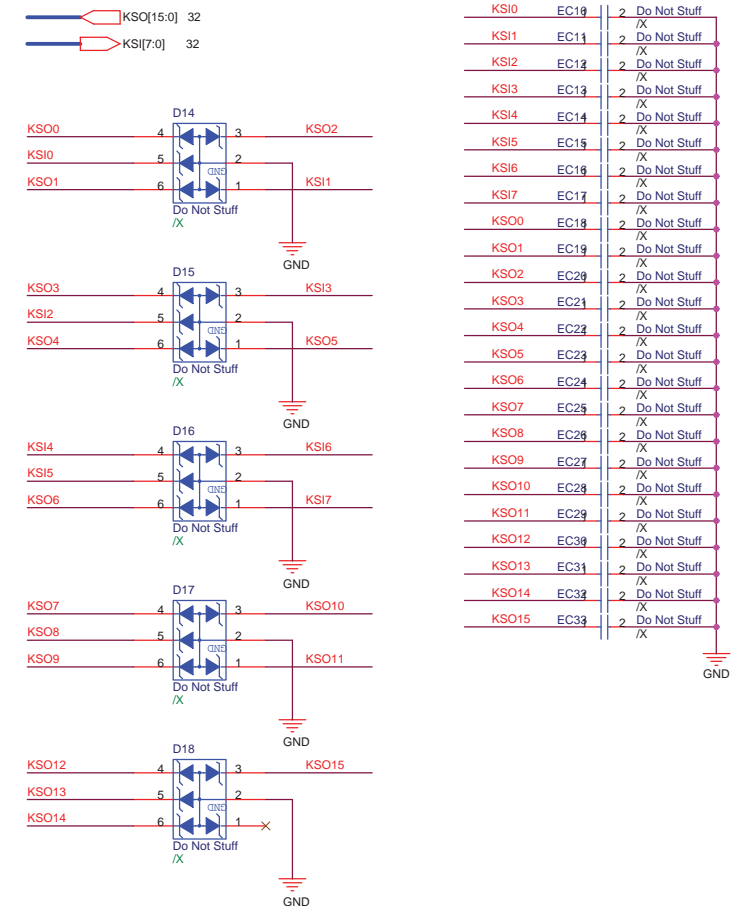 KSO[15:0] 32
KSI[7:0] 32
D14
KSO0 4 3 KSO2
KSI0 5 2
GND
KSO1 6 1 KSI1
Do Not Stuff
/X
GND
D15
KSO3 4 3 KSI3
KSI2 5 2
GND
KSO4 6 1 KSO5
Do Not Stuff
/X
GND
D16
KSI4 4 3 KSI6
KSI5 5 2
GND
KSO6 6 1 KSI7
Do Not Stuff
/X
GND
D17
KSO7 4 3 KSO10
KSO8 5 2
GND
KSO9 6 1 KSO11
Do Not Stuff
/X
GND
D18
KSO12 4 3 KSO15
KSO13 5 2
GND
KSO14 6 1
Do Not Stuff
/X
GND
KSI0 EC10 1 2 Do Not Stuff
/X
KSI1 EC11 1 2 Do Not Stuff
/X
KSI2 EC12 1 2 Do Not Stuff
/X
KSI3 EC13 1 2 Do Not Stuff
/X
KSI4 EC14 1 2 Do Not Stuff
/X
KSI5 EC15 1 2 Do Not Stuff
/X
KSI6 EC16 1 2 Do Not Stuff
/X
KSI7 EC17 1 2 Do Not Stuff
/X
KSO0 EC18 1 2 Do Not Stuff
/X
KSO1 EC19 1 2 Do Not Stuff
/X
KSO2 EC20 1 2 Do Not Stuff
/X
KSO3 EC21 1 2 Do Not Stuff
/X
KSO4 EC22 1 2 Do Not Stuff
/X
KSO5 EC23 1 2 Do Not Stuff
/X
KSO6 EC24 1 2 Do Not Stuff
/X
KSO7 EC25 1 2 Do Not Stuff
/X
KSO8 EC26 1 2 Do Not Stuff
/X
KSO9 EC27 1 2 Do Not Stuff
/X
KSO10 EC28 1 2 Do Not Stuff
/X
KSO11 EC29 1 2 Do Not Stuff
/X
KSO12 EC30 1 2 Do Not Stuff
/X
KSO13 EC31 1 2 Do Not Stuff
/X
KSO14 EC32 1 2 Do Not Stuff
/X
KSO15 EC33 1 2 Do Not Stuff
/X
GND